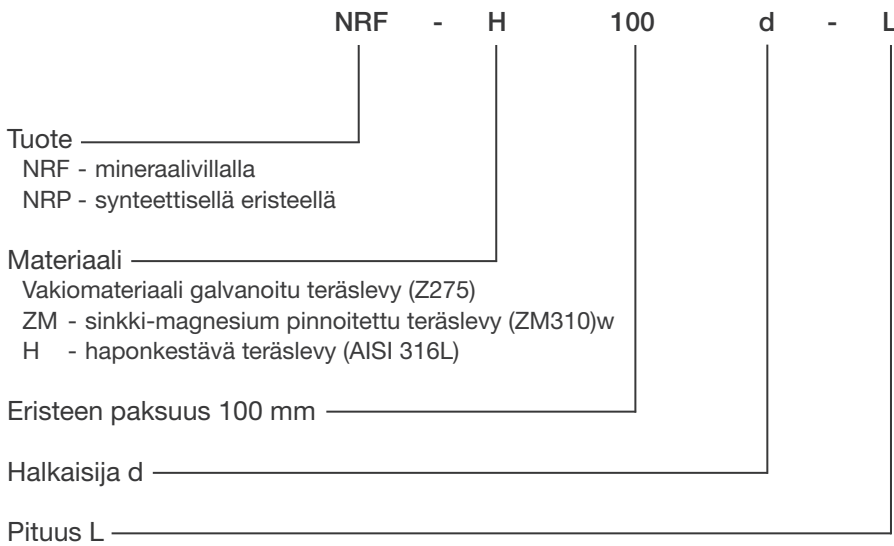 NRF - H 100 d - L
Tuote
NRF - mineraalivillalla
NRP - synteettisellä eristeellä
Materiaali
Vakiomateriaali galvanoitu teräslevy (Z275)
ZM - sinkki-magnesium pinnoitettu teräslevy (ZM310)w
H - haponkestävä teräslevy (AISI 316L)
Eristeen paksuus 100 mm
Halkaisija d
Pituus L